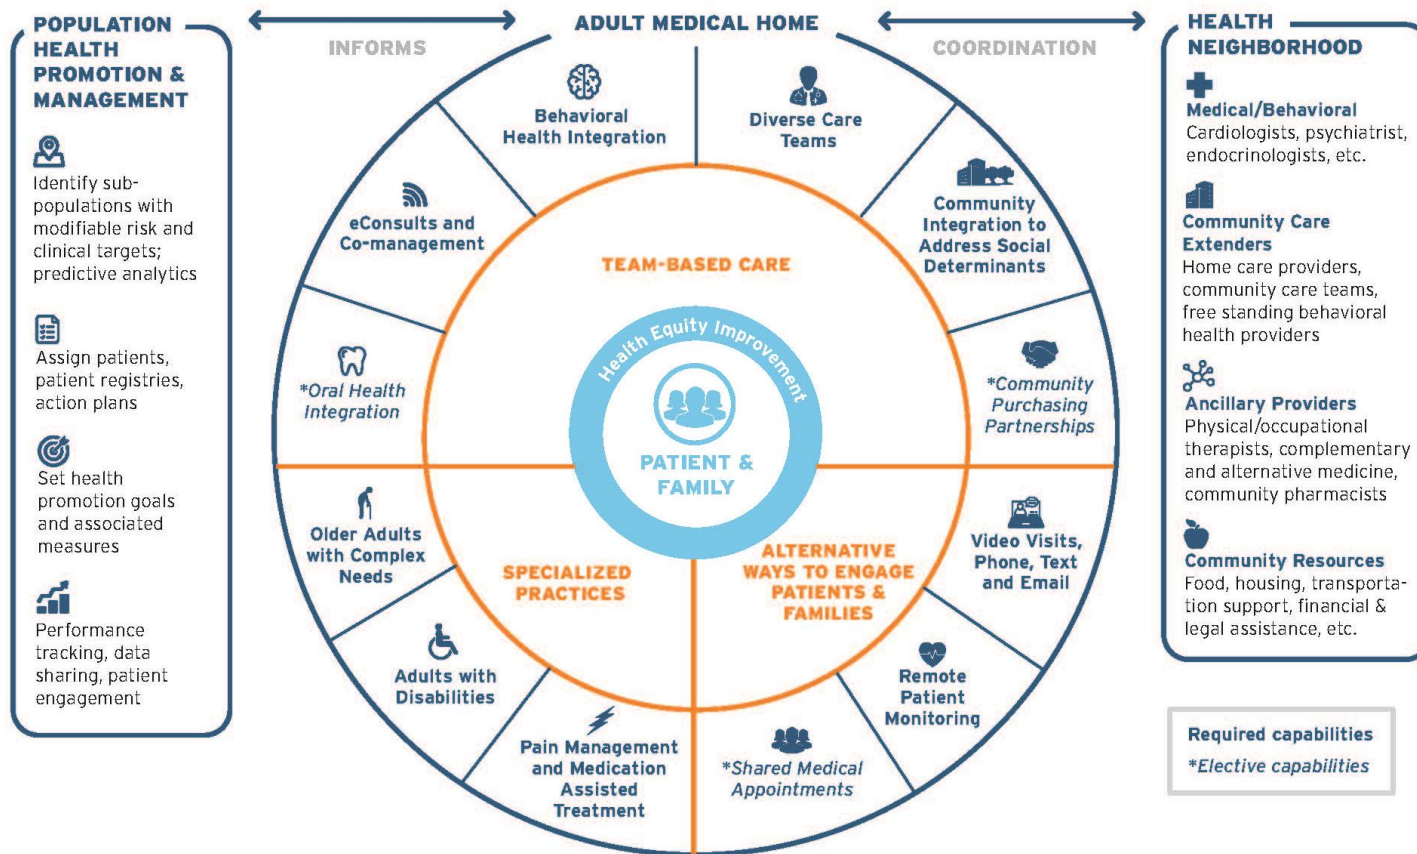 POPULATION
HEALTH
PROMOTION &
MANAGEMENT
Identify sub-
populations with
modifiable risk and
clinical targets;
predictive analytics
Assign patients,
patient registries,
action plans
Set health
promotion goals
and associated
measures
Performance
tracking, data
sharing, patient
engagement
INFORMS
ADULT MEDICAL HOME
COORDINATION
Behavioral
Health Integration
Diverse Care
Teams
eConsults and
Co-management
Community
Integration to
Address Social
Determinants
*Oral Health
Integration
*Community
Purchasing
Partnerships
TEAM-BASED CARE
Health Equity Improvement
PATIENT &
FAMILY
Older Adults
with Complex
Needs
SPECIALIZED
PRACTICES
ALTERNATIVE
WAYS TO ENGAGE
PATIENTS &
FAMILIES
Video Visits,
Phone, Text
and Email
Adults with
Disabilities
Remote
Patient
Monitoring
Pain Management
and Medication
Assisted
Treatment
*Shared Medical
Appointments
HEALTH
NEIGHBORHOOD
Medical/Behavioral
Cardiologists, psychiatrist,
endocrinologists, etc.
Community Care
Extenders
Home care providers,
community care teams,
free standing behavioral
health providers
Ancillary Providers
Physical/occupational
therapists, complementary
and alternative medicine,
community pharmacists
Community Resources
Food, housing, transporta-
tion support, financial &
legal assistance, etc.
Required capabilities
*Elective capabilities